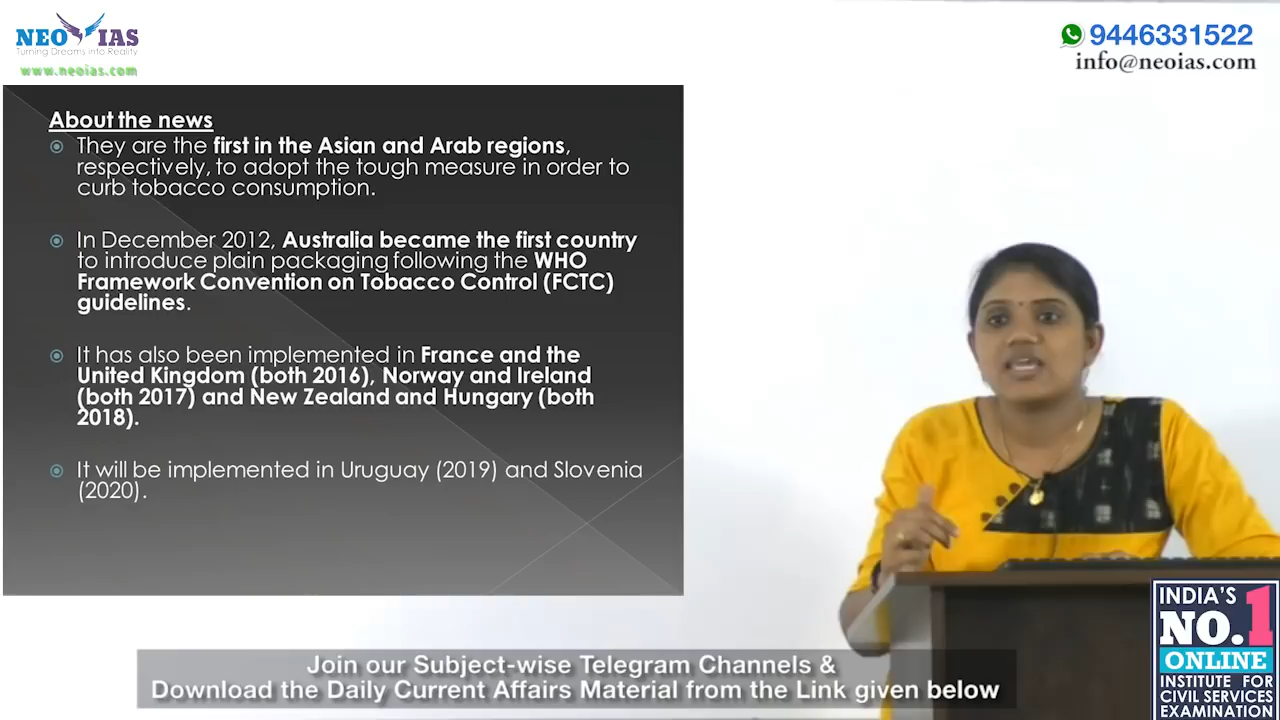 NEO IAS
Turning Dreams into Reality
www.neoias.com
9446331522
info@neoias.com
About the news
They are the first in the Asian and Arab regions,
respectively, to adopt the tough measure in order to
curb tobacco consumption.
In December 2012, Australia became the first country
to introduce plain packaging following the WHO
Framework Convention on Tobacco Control (FCTC)
guidelines.
It has also been implemented in France and the
United Kingdom (both 2016), Norway and Ireland
(both 2017) and New Zealand and Hungary (both
2018).
It will be implemented in Uruguay (2019) and Slovenia
(2020).
Join our Subject-wise Telegram Channels &
Download the Daily Current Affairs Material from the Link given below
INDIA'S
NO.1
ONLINE
INSTITUTE FOR
CIVIL SERVICES
EXAMINATION